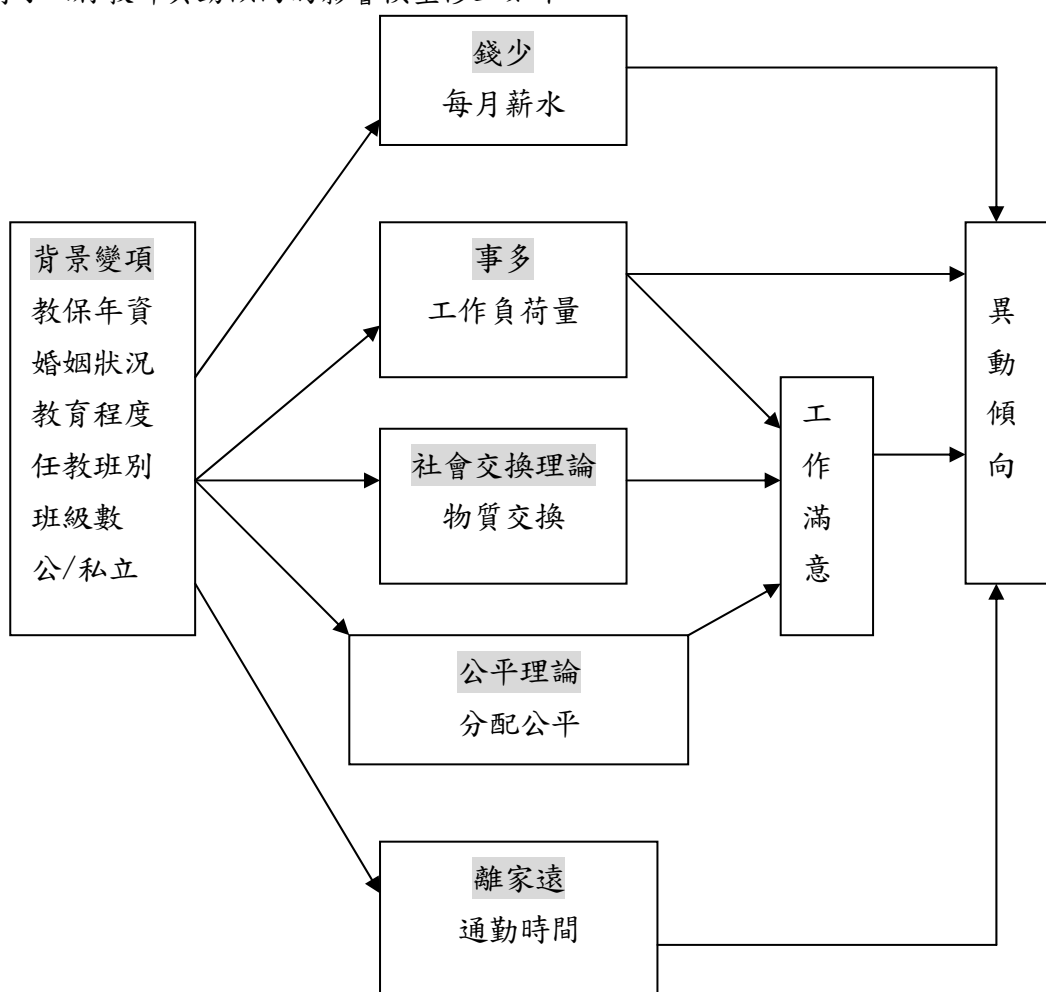 錢少
每月薪水
背景變項
教保年資
婚姻狀況
教育程度
任教班別
班級數
公/私立
事多
工作負荷量
社會交換理論
物質交換
公平理論
分配公平
離家遠
通勤時間
工
作
滿
意
異
動
傾
向